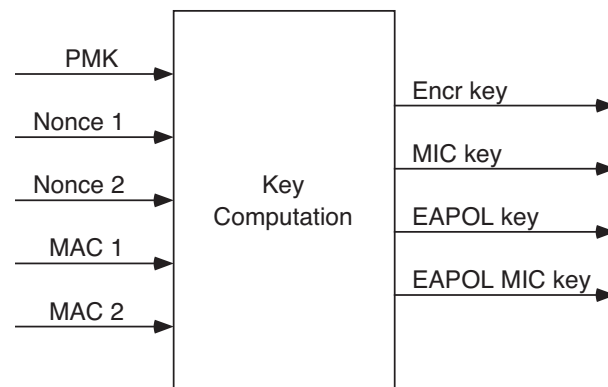 PMK
Nonce 1
Nonce 2
MAC 1
MAC 2
Key
Computation
Encr key
MIC key
EAPOL key
EAPOL MIC key